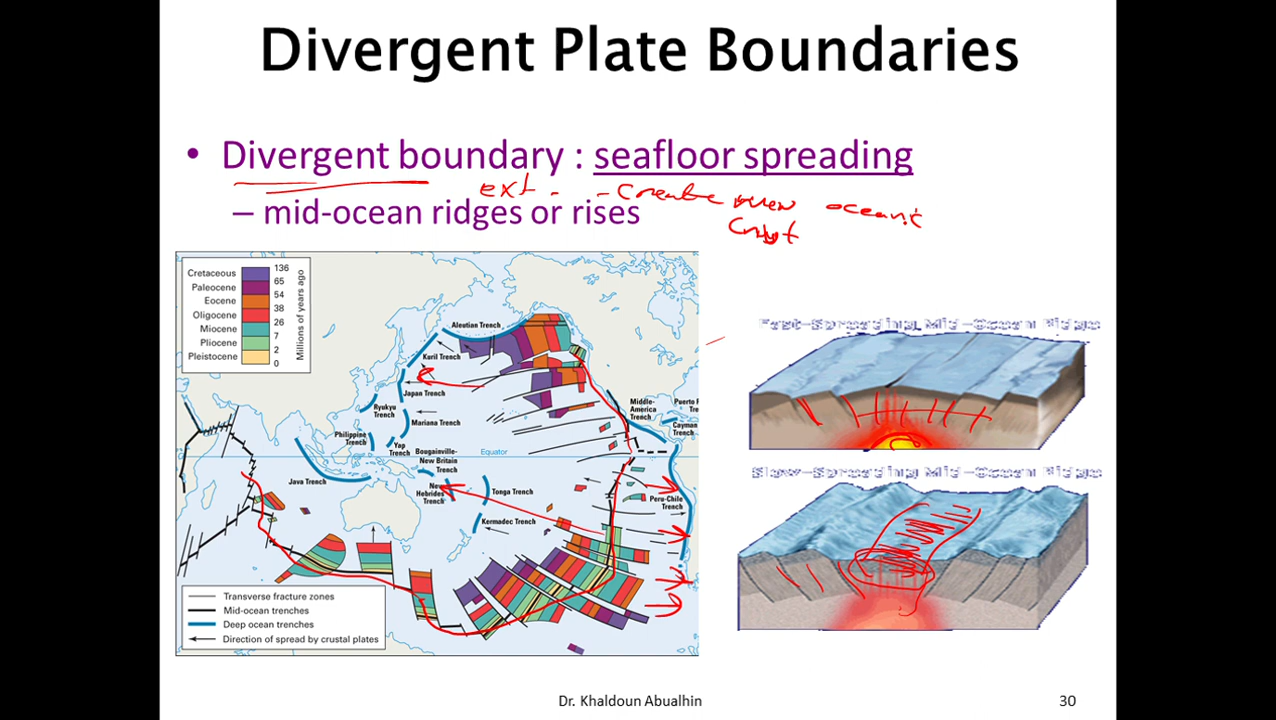 Divergent Plate Boundaries
• Divergent boundary : seafloor spreading
ext - - Create new oceanic
crust
– mid-ocean ridges or rises
Cretaceous
Paleocene
Eocene
Oligocene
Miocene
Pliocene
Pleistocene
136
65
54
38
26
7
2
0
Millions of years ago
Aleutian Trench
Kuril Trench
Japan Trench
Ryukyu
Trench
Mariana Trench
Philippine
Trench
Yap
Trench
Bougainville-
New Britain
Trench
Equator
Middle-
America
Trench
Puerto
Trench
Cayman
Trench
Java Trench
New
Hebrides
Trench
Tonga Trench
Kermadec Trench
Peru-Chile
Trench
Transverse fracture zones
Mid-ocean trenches
Deep ocean trenches
Direction of spread by crustal plates
Fast-Spreading Mid-Ocean Ridge
Slow-Spreading Mid-Ocean Ridge
Dr. Khaldoun Abualhin
30